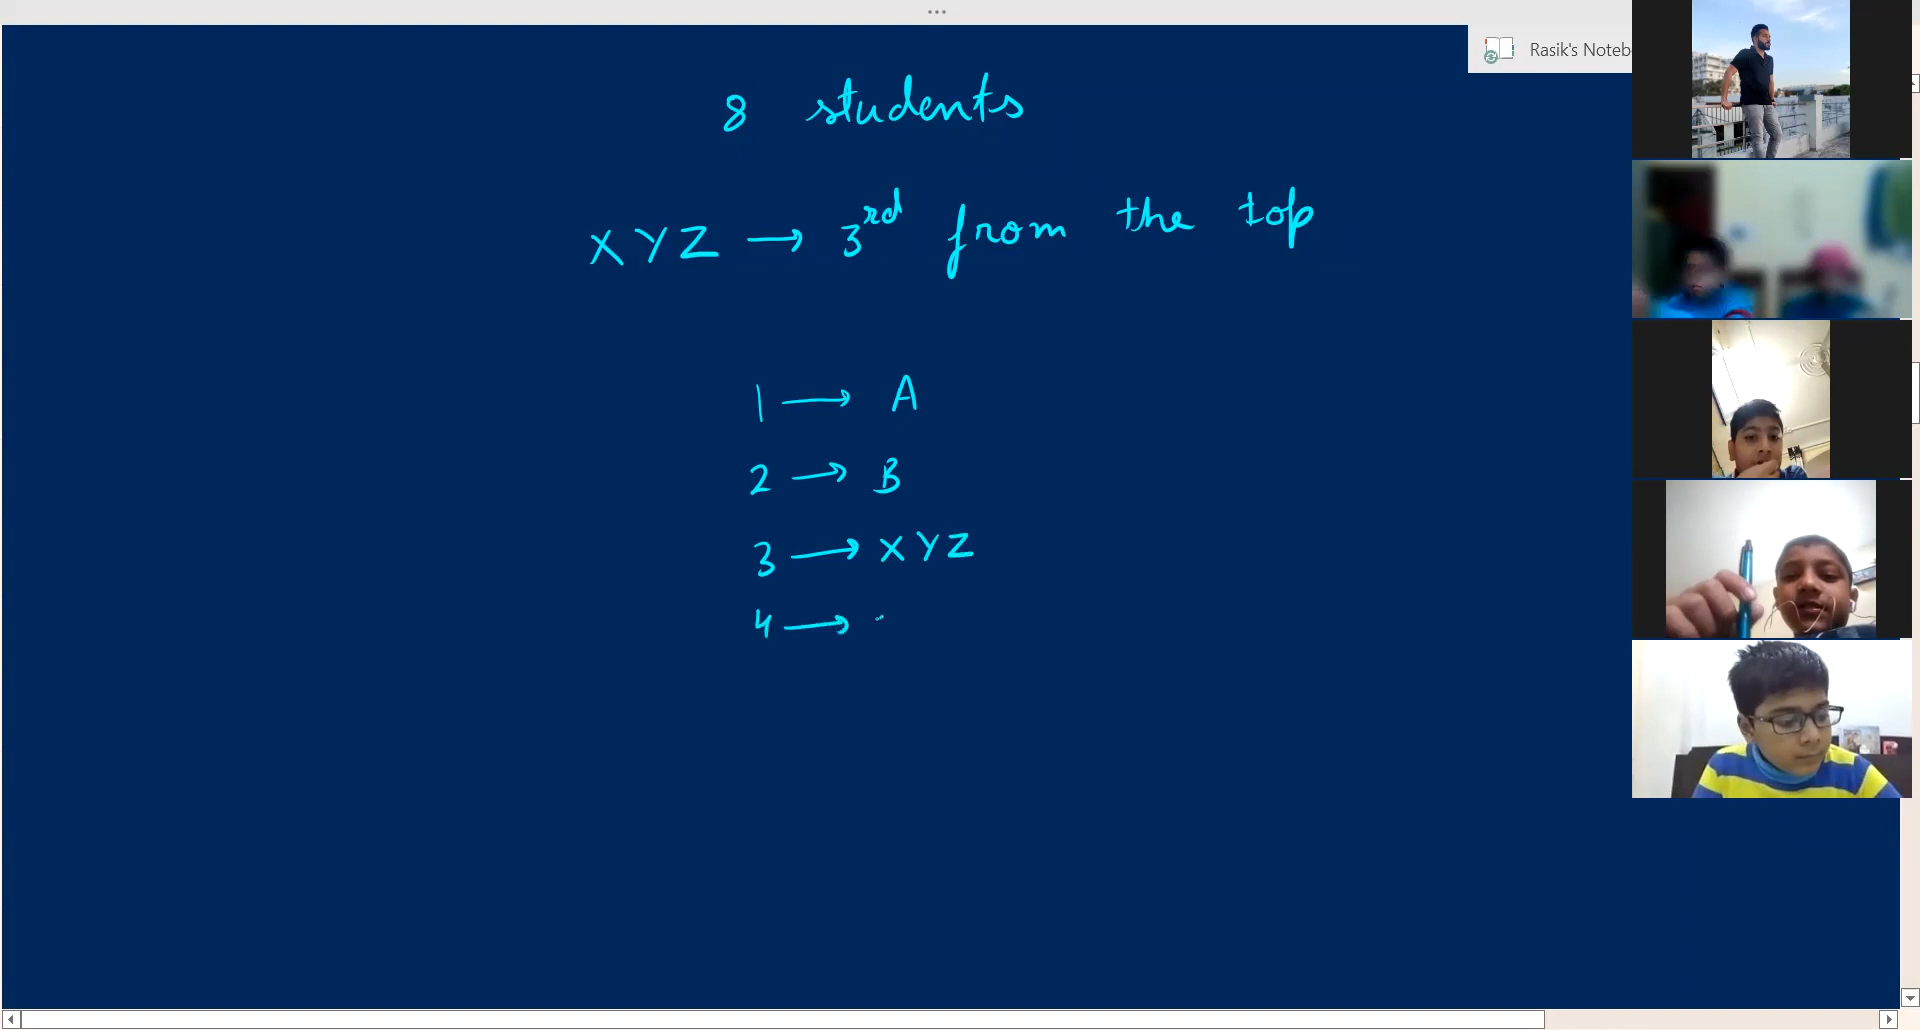 Rasik's Noteb
8 students
XYZ → 3rd from the top
1 → A
2 → B
3 → XYZ
4 →